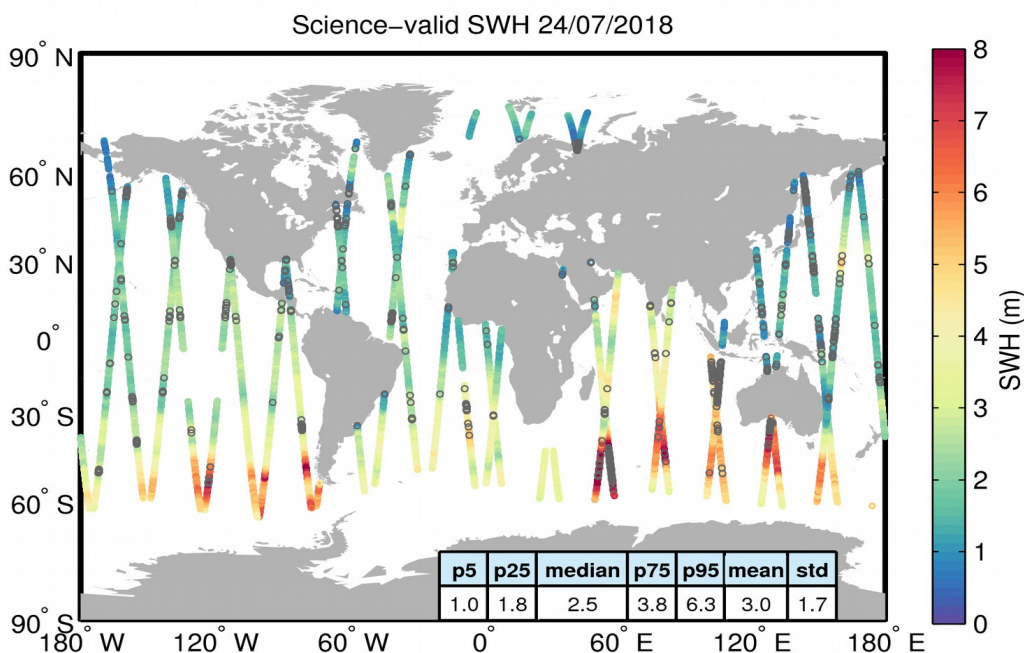 Science−valid SWH 24/07/2018
90° N
60° N
30° N
0°
30° S
60° S
90° S
180° W
120° W
60° W
0°
60° E
120° E
180° E
p5 p25 median p75 p95 mean std
1.0 1.8 2.5 3.8 6.3 3.0 1.7
8
7
6
5
4
3
2
1
0
SWH (m)